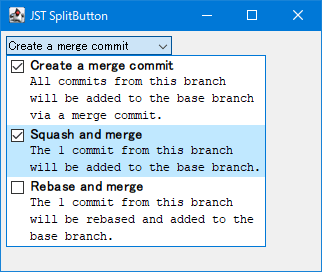 JST SplitButton
Create a merge commit
Create a merge commit
All commits from this branch
will be added to the base branch
via a merge commit.
Squash and merge
The 1 commit from this branch
will be added to the base branch.
Rebase and merge
The 1 commit from this branch
will be rebased and added to the
base branch.